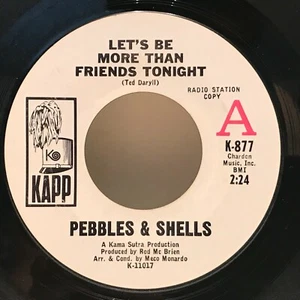 LET'S BE
MORE THAN
FRIENDS TONIGHT
(Ted Daryll)
RADIO STATION
COPY
A
K
KAPP
K-877
Chardon
Music, Inc.
BMI
2:24
PEBBLES & SHELLS
A Kama Sutra Production
Produced by Rod Mc Brien
Arr. & Cond. by Meco Monardo
K-11017